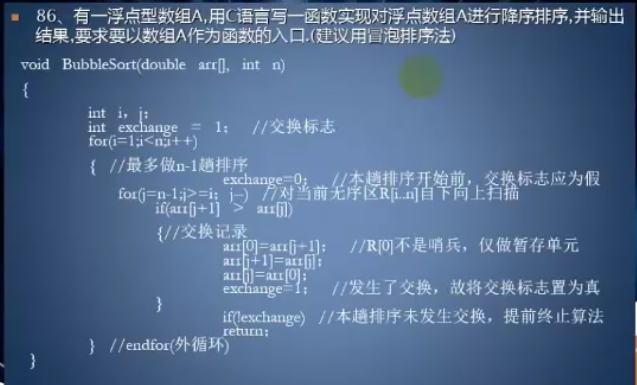 86、有一浮点型数组A,用C语言写一函数实现对浮点数组A进行降序排序,并输出
结果,要求要以数组A作为函数的入口.(建议用冒泡排序法)
void BubbleSort(double arr[], int n)
{
int i, j;
int exchange = 1; //交换标志
for(i=1;i<n;i++)
{ //最多做n-1趟排序
exchange=0; //本趟排序开始前，交换标志应为假
for(j=n-1;j>=i; j--) //对当前无序区R[i..n]自下向上扫描
if(arr[j+1] > arr[j])
{//交换记录
arr[0]=arr[j+1]; //R[0]不是哨兵，仅做暂存单元
arr[j+1]=arr[j];
arr[j]=arr[0];
exchange=1; //发生了交换，故将交换标志置为真
}
if(!exchange) //本趟排序未发生交换，提前终止算法
return;
} //endfor(外循环)
}